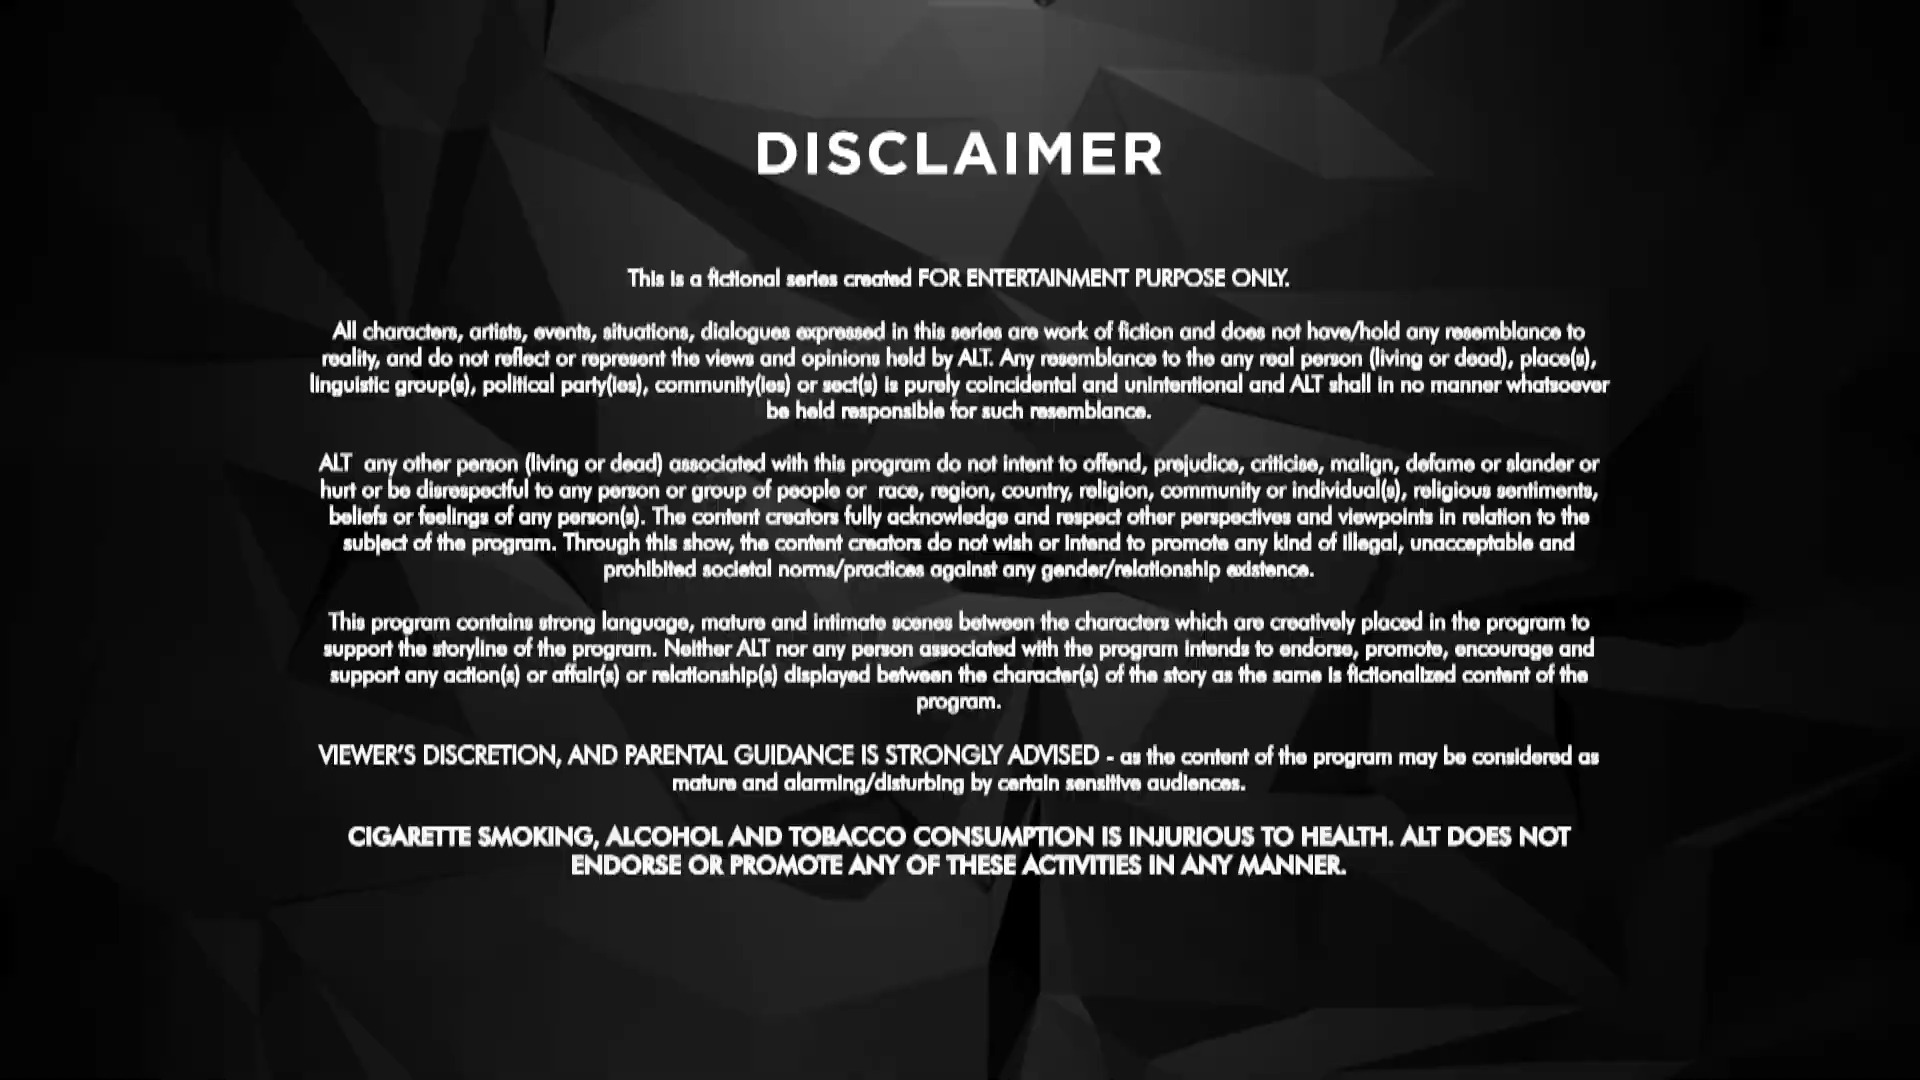 DISCLAIMER
This is a fictional series created FOR ENTERTAINMENT PURPOSE ONLY.
All characters, artists, events, situations, dialogues expressed in this series are work of fiction and does not have/hold any resemblance to
reality, and do not reflect or represent the views and opinions held by ALT. Any resemblance to the any real person (living or dead), place(s),
linguistic group(s), political party(ies), community(ies) or sect(s) is purely coincidental and unintentional and ALT shall in no manner whatsoever
be held responsible for such resemblance.
ALT any other person (living or dead) associated with this program do not intent to offend, prejudice, criticise, malign, defame or slander or
hurt or be disrespectful to any person or group of people or race, region, country, religion, community or individual(s), religious sentiments,
beliefs or feelings of any person(s). The content creators fully acknowledge and respect other perspectives and viewpoints in relation to the
subject of the program. Through this show, the content creators do not wish or intend to promote any kind of illegal, unacceptable and
prohibited societal norms/practices against any gender/relationship existence.
This program contains strong language, mature and intimate scenes between the characters which are creatively placed in the program to
support the storyline of the program. Neither ALT nor any person associated with the program intends to endorse, promote, encourage and
support any action(s) or affair(s) or relationship(s) displayed between the character(s) of the story as the same is fictionalized content of the
program.
VIEWER'S DISCRETION, AND PARENTAL GUIDANCE IS STRONGLY ADVISED - as the content of the program may be considered as
mature and alarming/disturbing by certain sensitive audiences.
CIGARETTE SMOKING, ALCOHOL AND TOBACCO CONSUMPTION IS INJURIOUS TO HEALTH. ALT DOES NOT
ENDORSE OR PROMOTE ANY OF THESE ACTIVITIES IN ANY MANNER.